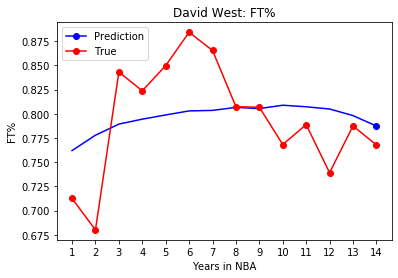 David West: FT%
Prediction
True
FT%
0.875
0.850
0.825
0.800
0.775
0.750
0.725
0.700
0.675
1 2 3 4 5 6 7 8 9 10 11 12 13 14
Years in NBA